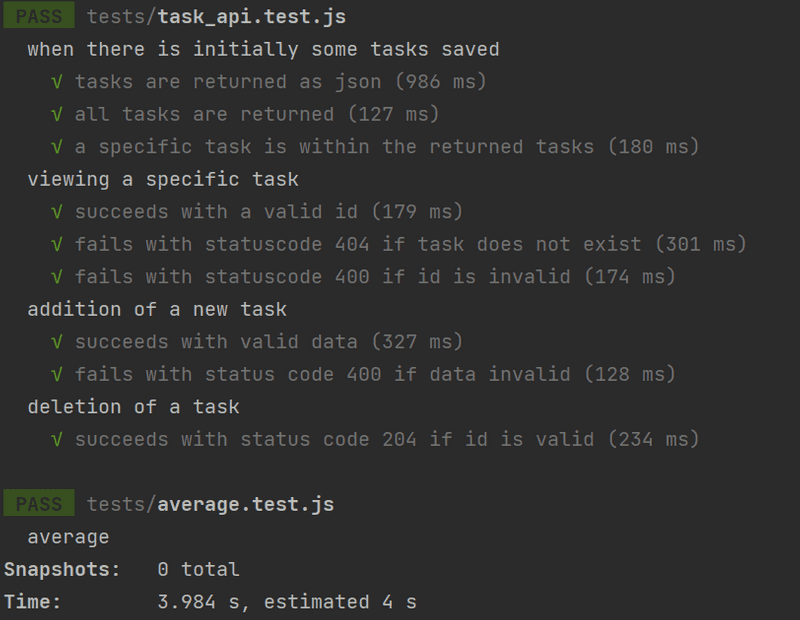 PASS tests/task_api.test.js
when there is initially some tasks saved
√ tasks are returned as json (986 ms)
√ all tasks are returned (127 ms)
√ a specific task is within the returned tasks (180 ms)
viewing a specific task
√ succeeds with a valid id (179 ms)
√ fails with statuscode 404 if task does not exist (301 ms)
√ fails with statuscode 400 if id is invalid (174 ms)
addition of a new task
√ succeeds with valid data (327 ms)
√ fails with status code 400 if data invalid (128 ms)
deletion of a task
√ succeeds with status code 204 if id is valid (234 ms)
PASS tests/average.test.js
average
Snapshots: 0 total
Time: 3.984 s, estimated 4 s